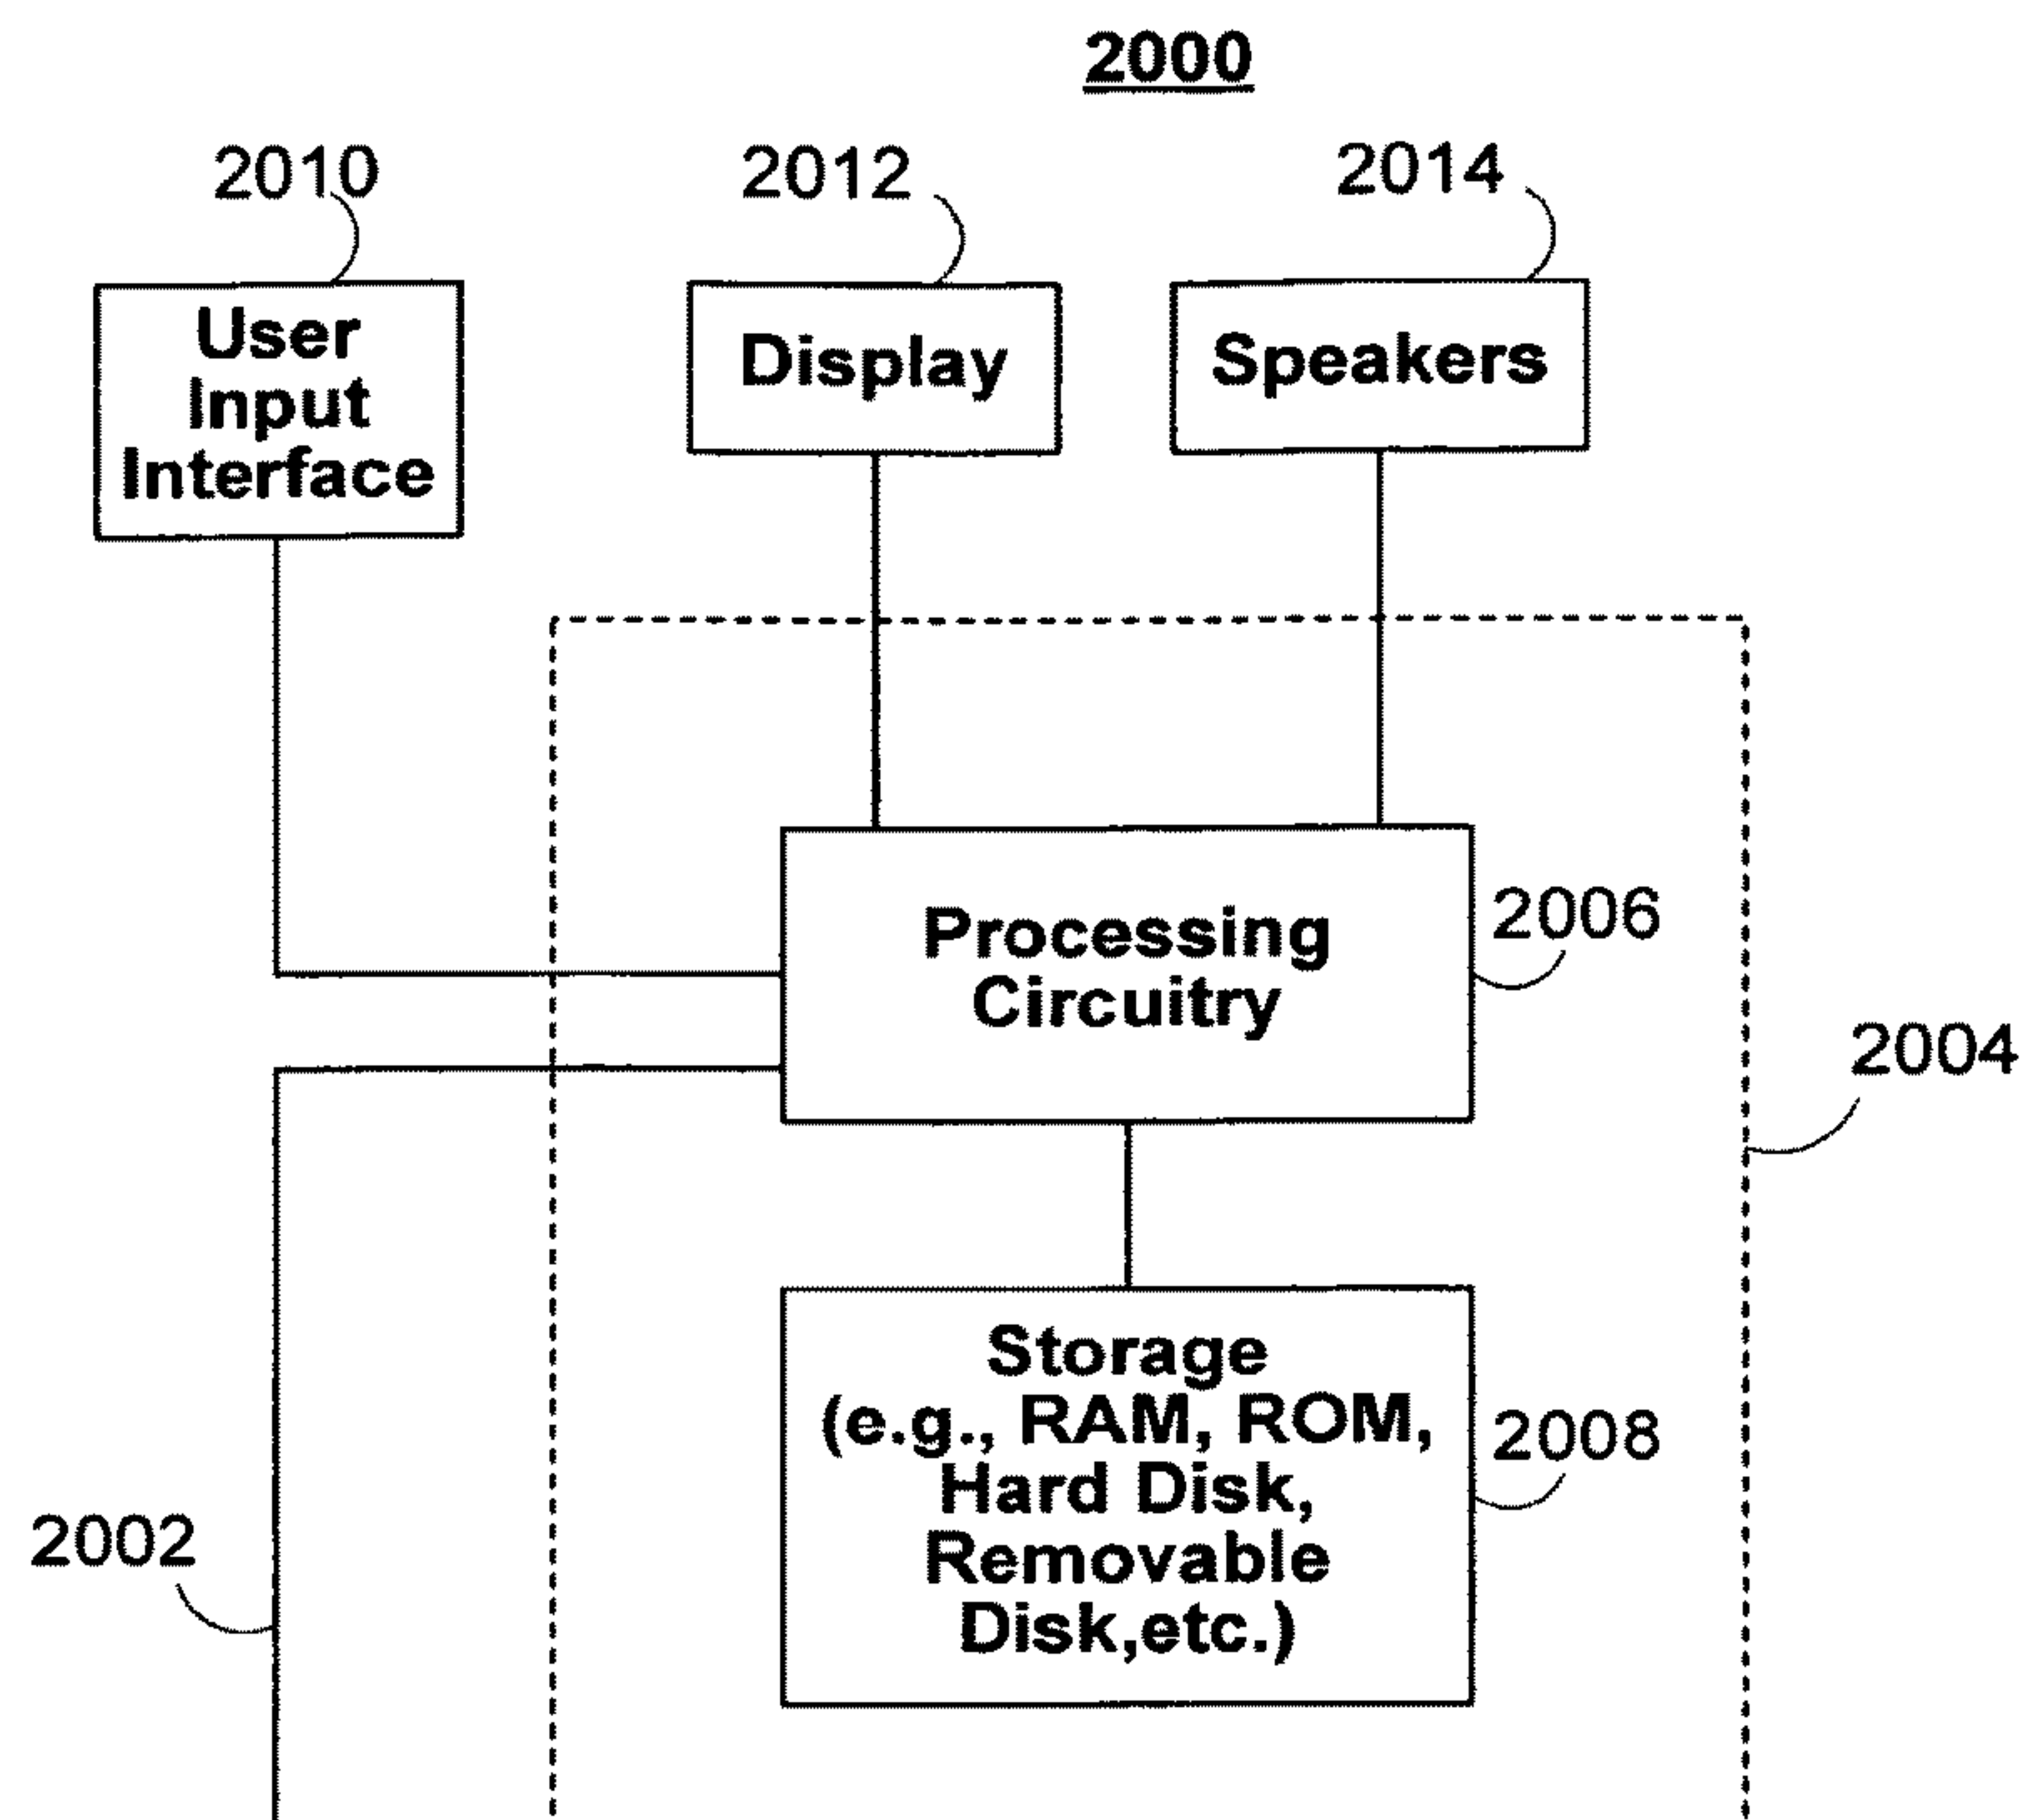 2000
2010
2012
2014
User
Input
Interface
Display
Speakers
Processing
Circuitry
2006
2004
Storage
(e.g., RAM, ROM,
Hard Disk,
Removable
Disk,etc.)
2008
2002